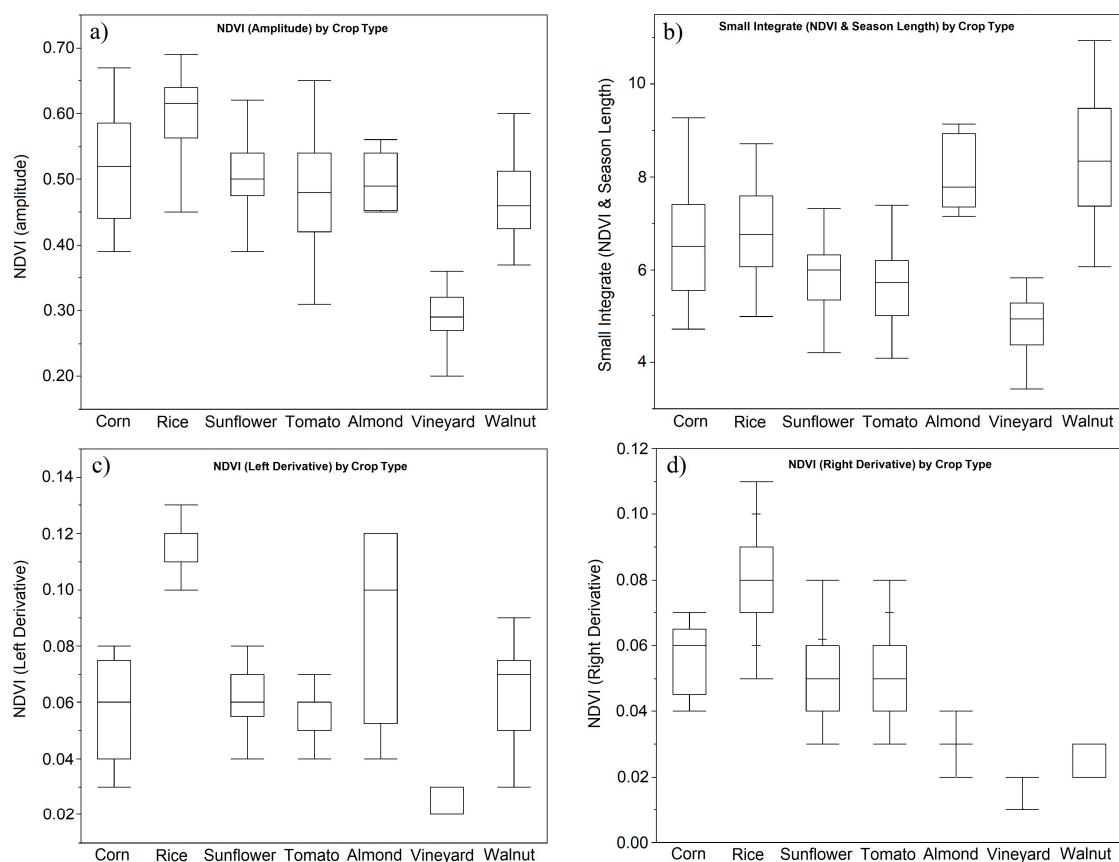 a)
NDVI (Amplitude) by Crop Type
NDVI (amplitude)
0.70
0.60
0.50
0.40
0.30
0.20
Corn Rice Sunflower Tomato Almond Vineyard Walnut
b)
Small Integrate (NDVI & Season Length) by Crop Type
Small Integrate (NDVI & Season Length)
10
8
6
4
Corn Rice Sunflower Tomato Almond Vineyard Walnut
c)
NDVI (Left Derivative) by Crop Type
NDVI (Left Derivative)
0.14
0.12
0.10
0.08
0.06
0.04
0.02
Corn Rice Sunflower Tomato Almond Vineyard Walnut
d)
NDVI (Right Derivative) by Crop Type
NDVI (Right Derivative)
0.12
0.10
0.08
0.06
0.04
0.02
0.00
Corn Rice Sunflower Tomato Almond Vineyard Walnut